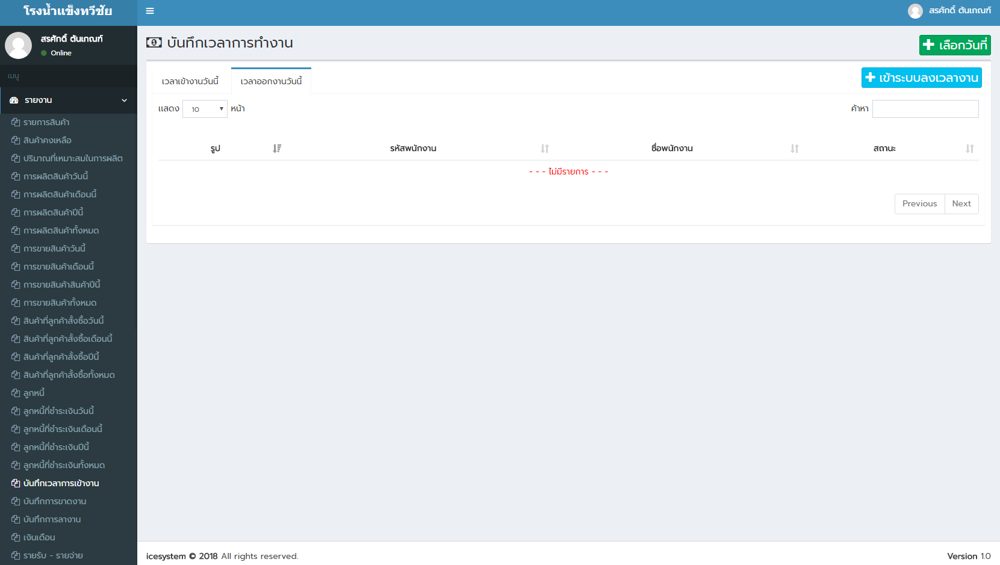 โรงน้ำแข็งทวีชัย
สรศักดิ์ ตันเกณฑ์
สรศักดิ์ ตันเกณฑ์
Online
เมนู
รายงาน
รายการสินค้า
สินค้าคงเหลือ
ปริมาณที่เหมาะสมในการผลิต
การผลิตสินค้าวันนี้
การผลิตสินค้าเดือนนี้
การผลิตสินค้าปีนี้
การผลิตสินค้าทั้งหมด
การขายสินค้าวันนี้
การขายสินค้าเดือนนี้
การขายสินค้าสินค้าปีนี้
การขายสินค้าทั้งหมด
สินค้าที่ลูกค้าสั้งซื้อวันนี้
สินค้าที่ลูกค้าสั้งซื้อเดือนนี้
สินค้าที่ลูกค้าสั้งซื้อปีนี้
สินค้าที่ลูกค้าสั้งซื้อทั้งหมด
ลูกหนี้
ลูกหนี้ที่ชำระเงินวันนี้
ลูกหนี้ที่ชำระเงินเดือนนี้
ลูกหนี้ที่ชำระเงินปีนี้
ลูกหนี้ที่ชำระเงินทั้งหมด
บันทึกเวลาการเข้างาน
บันทึกการขาดงาน
บันทึกการลางาน
เงินเดือน
รายรับ - รายจ่าย
บันทึกเวลาการทำงาน
เลือกวันที่
เวลาเข้างานวันนี้ เวลาออกงานวันนี้
เข้าระบบลงเวลางาน
แสดง 10 หน้า
ค้าหา
รูป รหัสพนักงาน ชื่อพนักงาน สถานะ
- - - ไม่มีรายการ - - -
Previous Next
icesystem © 2018 All rights reserved.
Version 1.0